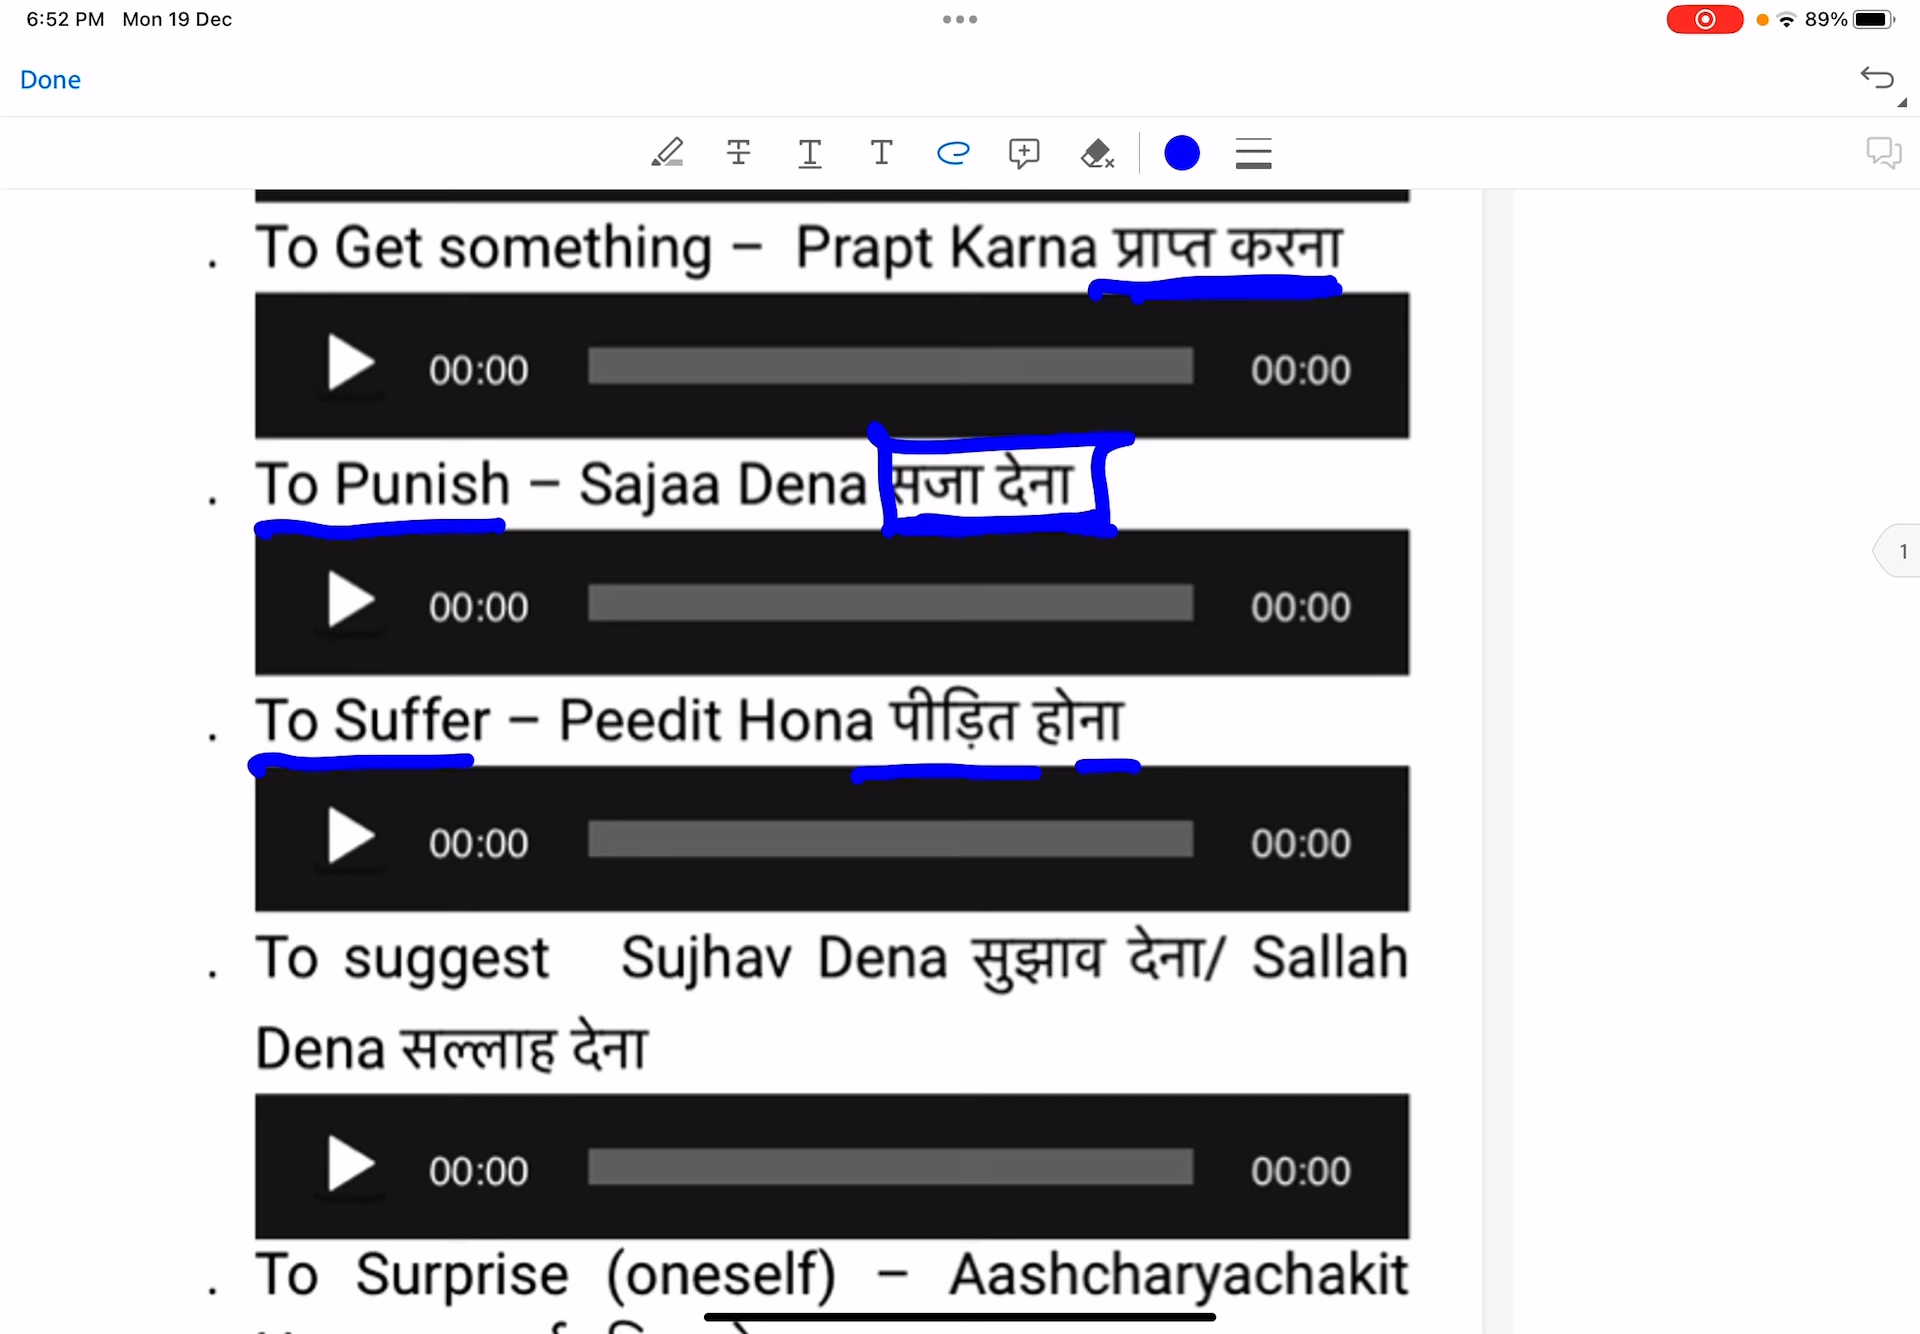 6:52 PM Mon 19 Dec
89%
Done
T T T
. To Get something – Prapt Karna प्राप्त करना
00:00 00:00
. To Punish – Sajaa Dena सजा देना
00:00 00:00
1
. To Suffer – Peedit Hona पीड़ित होना
00:00 00:00
. To suggest Sujhav Dena सुझाव देना/ Sallah
Dena सल्लाह देना
00:00 00:00
. To Surprise (oneself) – Aashcharyachakit